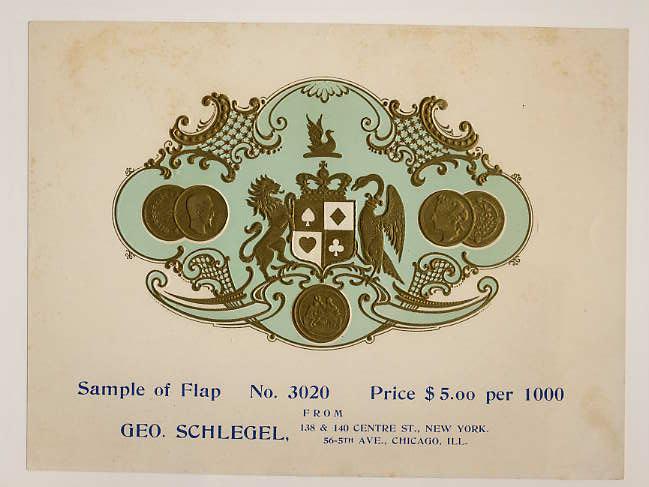 Sample of Flap No. 3020 Price $5.00 per 1000
FROM
GEO. SCHLEGEL, 138 & 140 CENTRE ST., NEW YORK.
56-5TH AVE., CHICAGO, ILL.